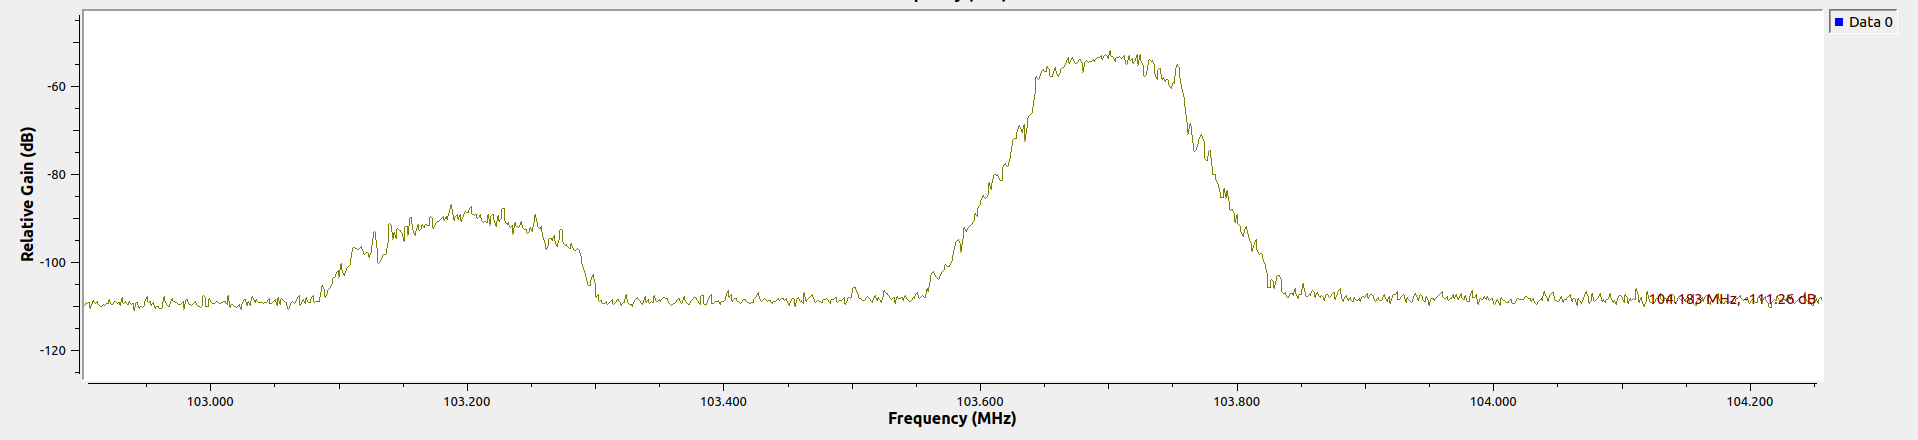 Data 0
-60
-80
-100
-120
Relative Gain (dB)
104.183 MHz, -111.26 dB
103.000 103.200 103.400 103.600 103.800 104.000 104.200
Frequency (MHz)